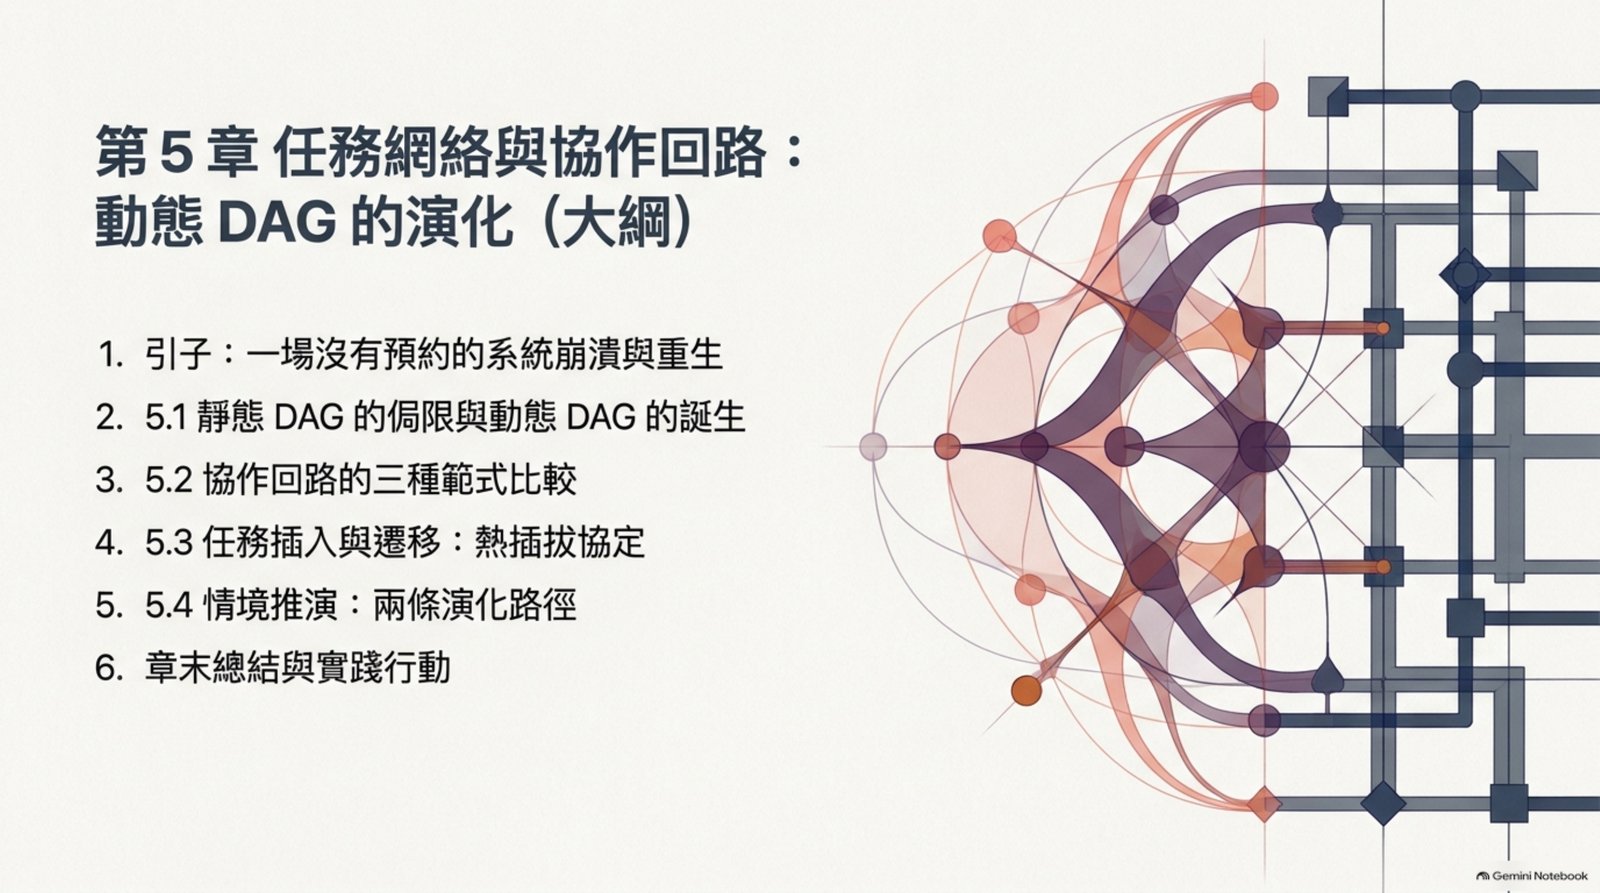 第 5 章 任務網絡與協作回路：
動態 DAG 的演化（大綱）
1. 引子：一場沒有預約的系統崩潰與重生
2. 5.1 靜態 DAG 的侷限與動態 DAG 的誕生
3. 5.2 協作回路的三種範式比較
4. 5.3 任務插入與遷移：熱插拔協定
5. 5.4 情境推演：兩條演化路徑
6. 章末總結與實踐行動
Gemini Notebook